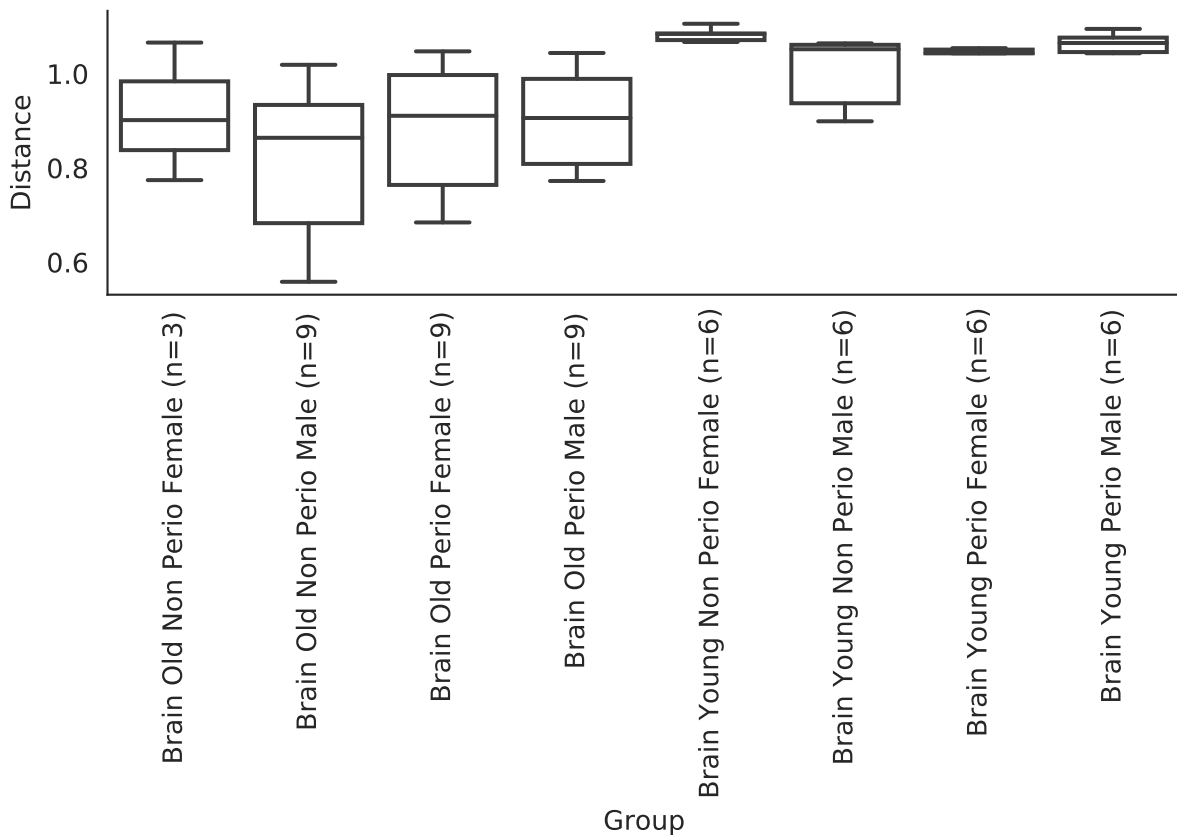 Distance
1.0
0.8
0.6
Brain Old Non Perio Female (n=3)
Brain Old Non Perio Male (n=9)
Brain Old Perio Female (n=9)
Brain Old Perio Male (n=9)
Brain Young Non Perio Female (n=6)
Brain Young Non Perio Male (n=6)
Brain Young Perio Female (n=6)
Brain Young Perio Male (n=6)
Group